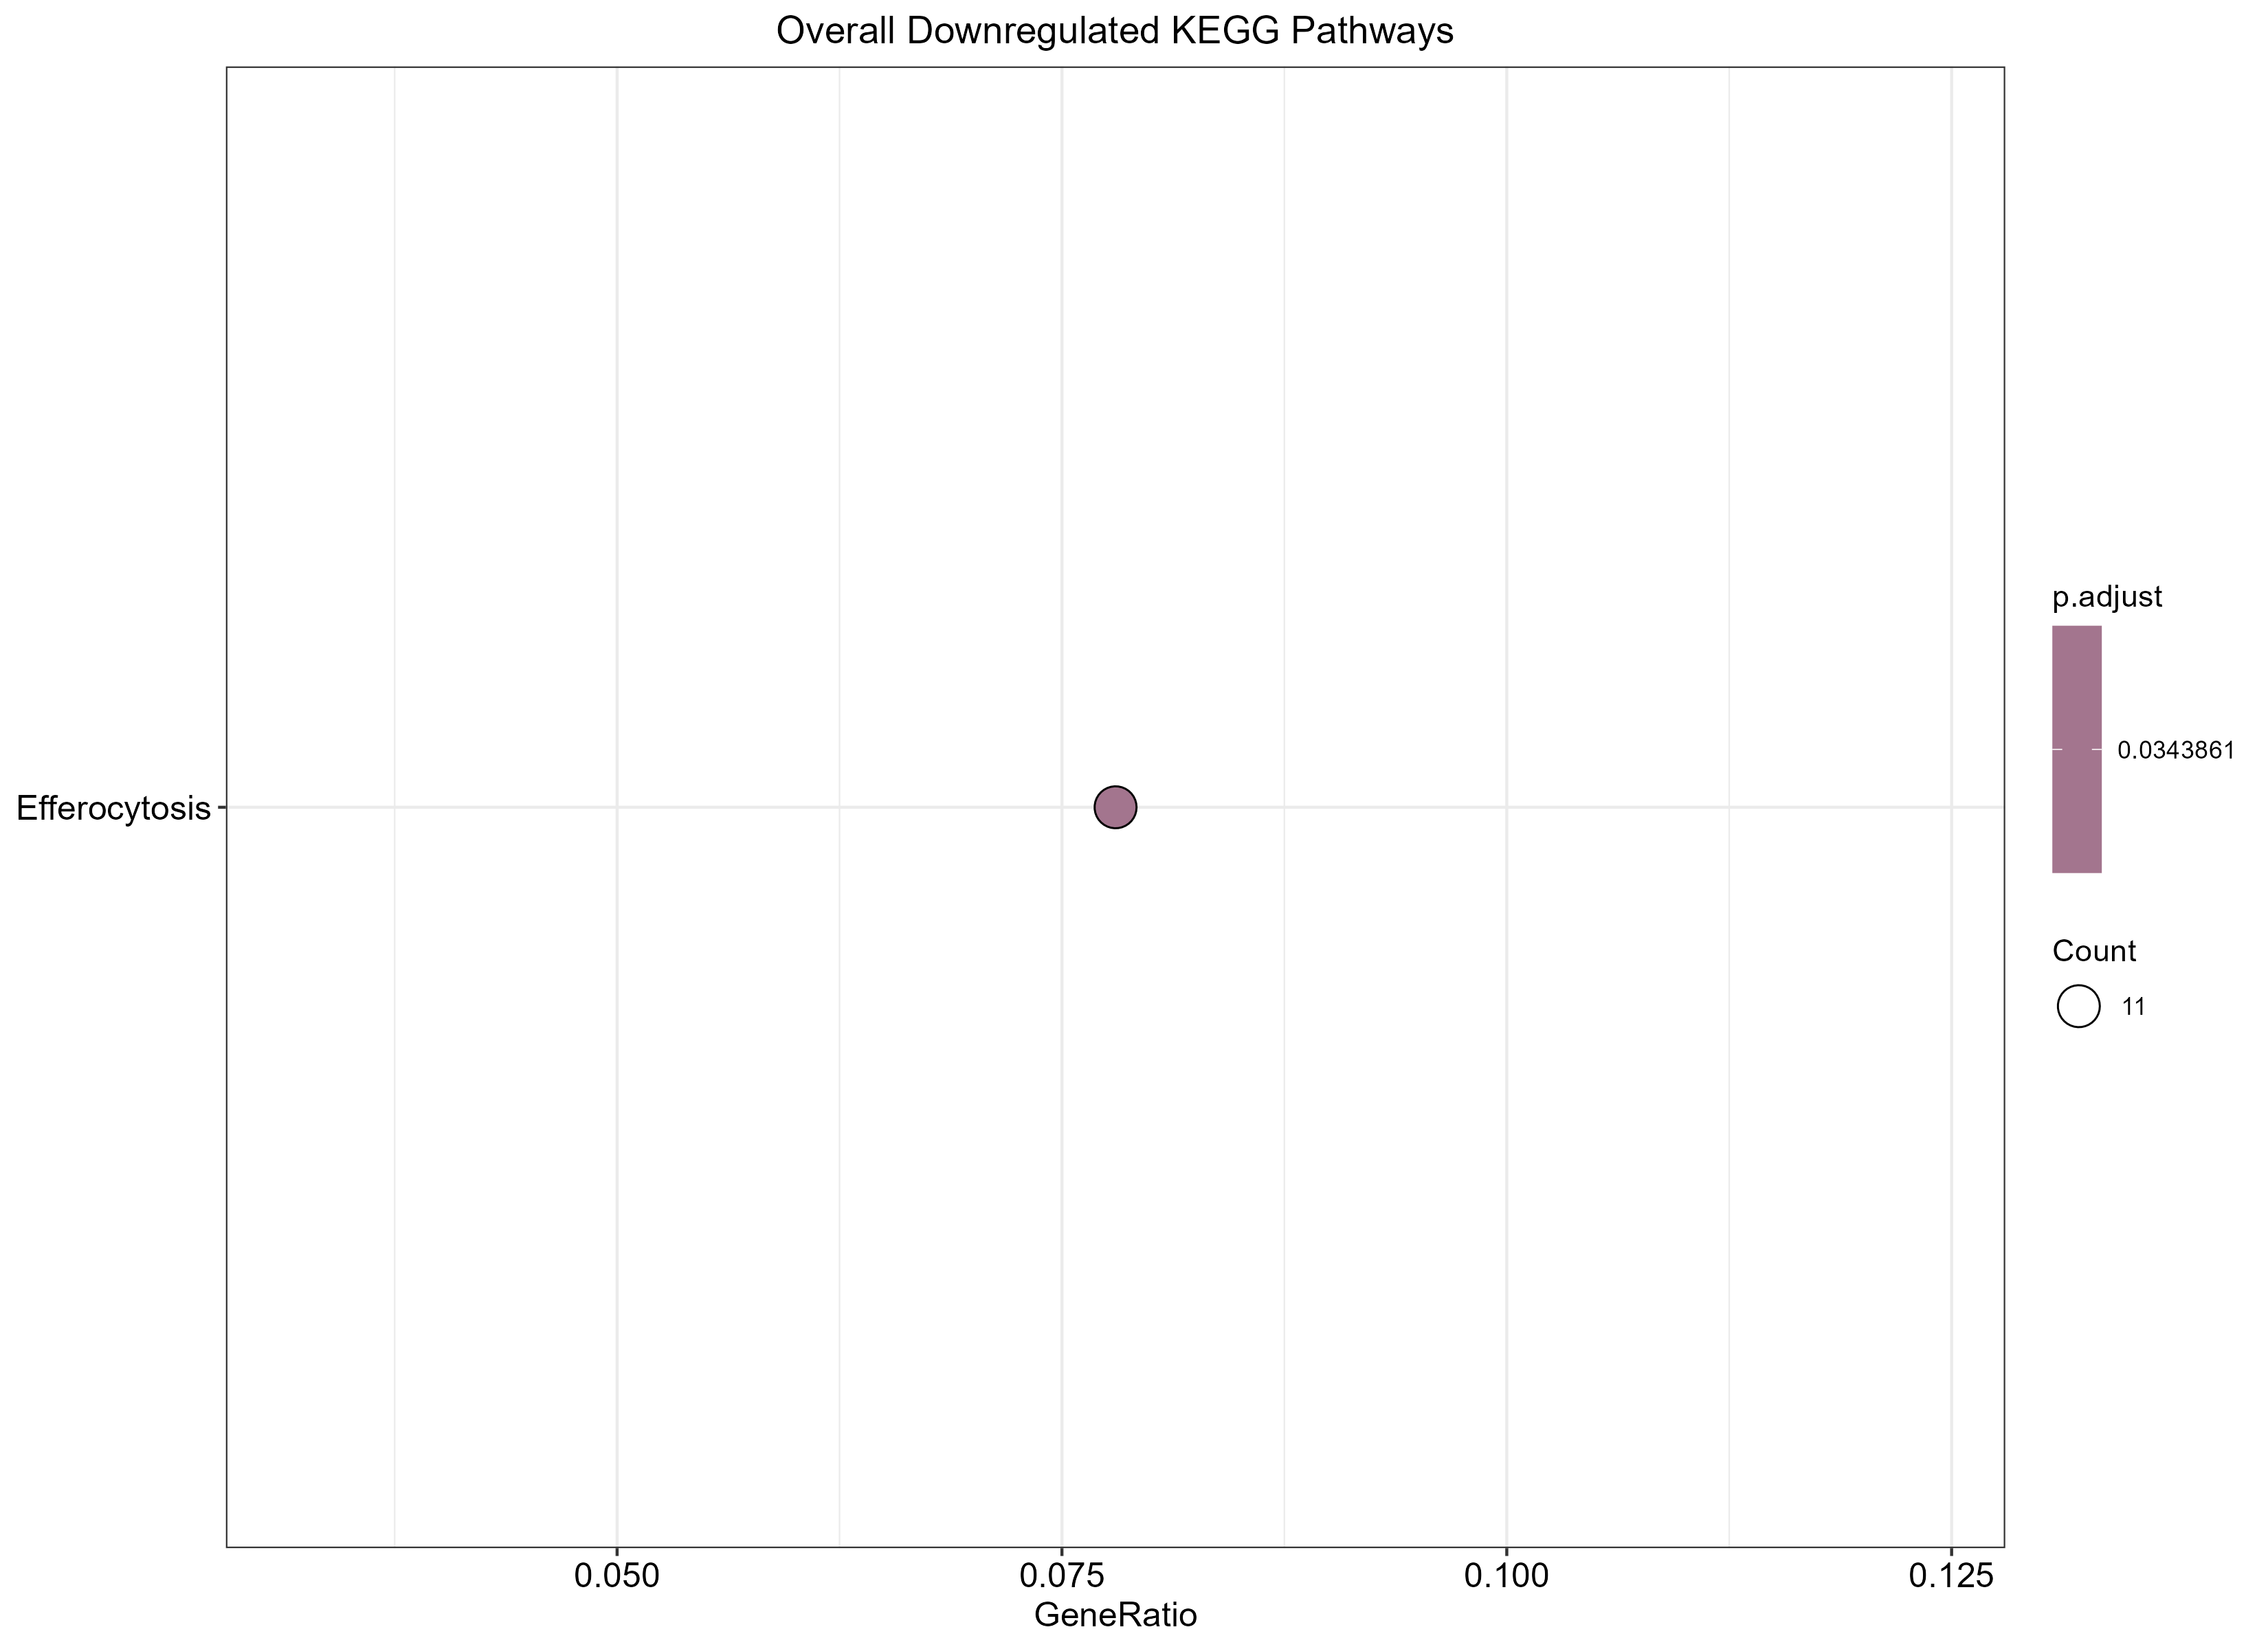 Overall Downregulated KEGG Pathways
Efferocytosis
0.050
0.075
0.100
0.125
GeneRatio
p.adjust
0.0343861
Count
11